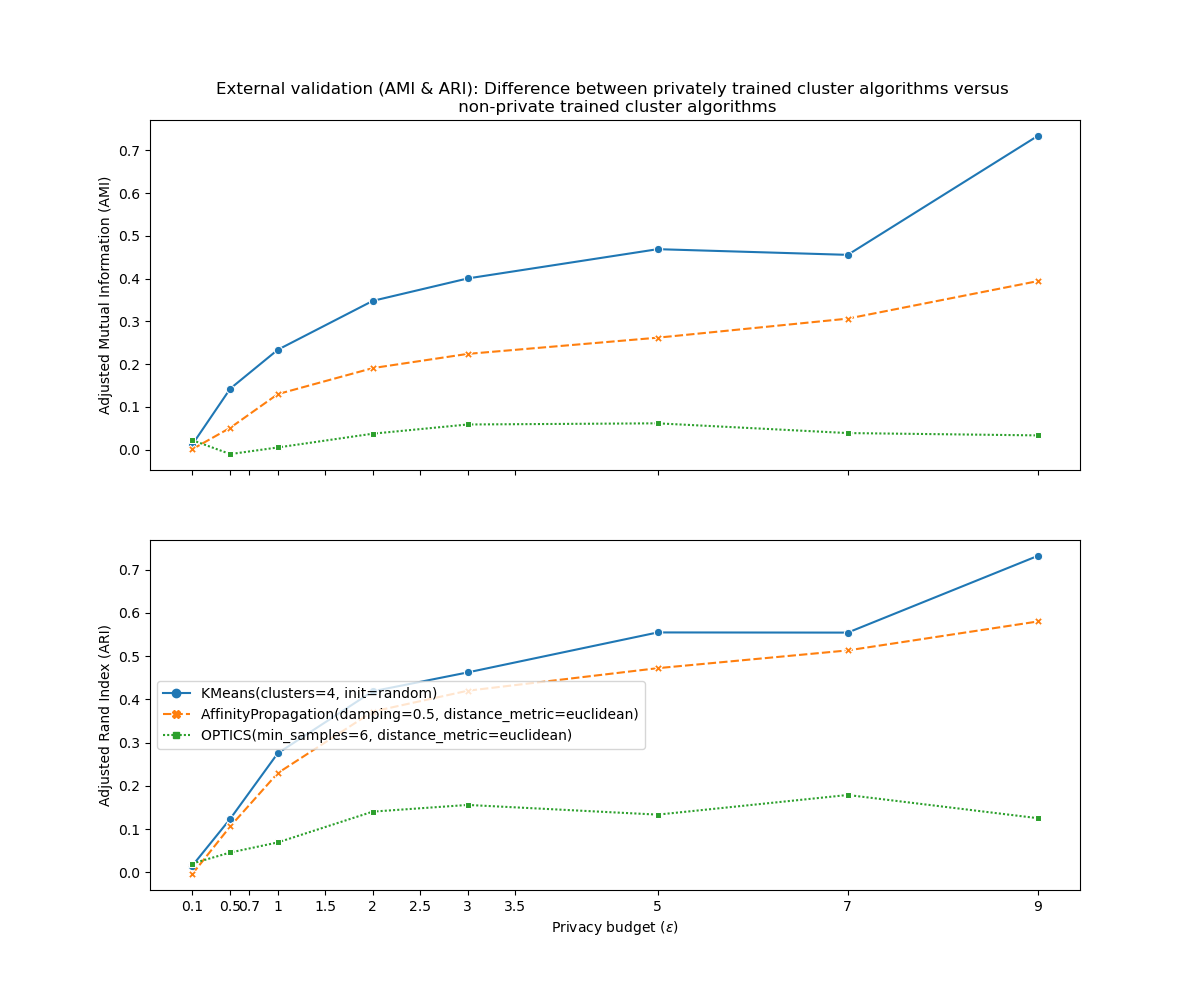 External validation (AMI & ARI): Difference between privately trained cluster algorithms versus
non-private trained cluster algorithms
Adjusted Mutual Information (AMI)
0.7
0.6
0.5
0.4
0.3
0.2
0.1
0.0
Adjusted Rand Index (ARI)
0.7
0.6
0.5
0.4
0.3
0.2
0.1
0.0
KMeans(clusters=4, init=random)
AffinityPropagation(damping=0.5, distance_metric=euclidean)
OPTICS(min_samples=6, distance_metric=euclidean)
0.1 0.5 0.7 1 1.5 2 2.5 3 3.5 5 7 9
Privacy budget (ε)